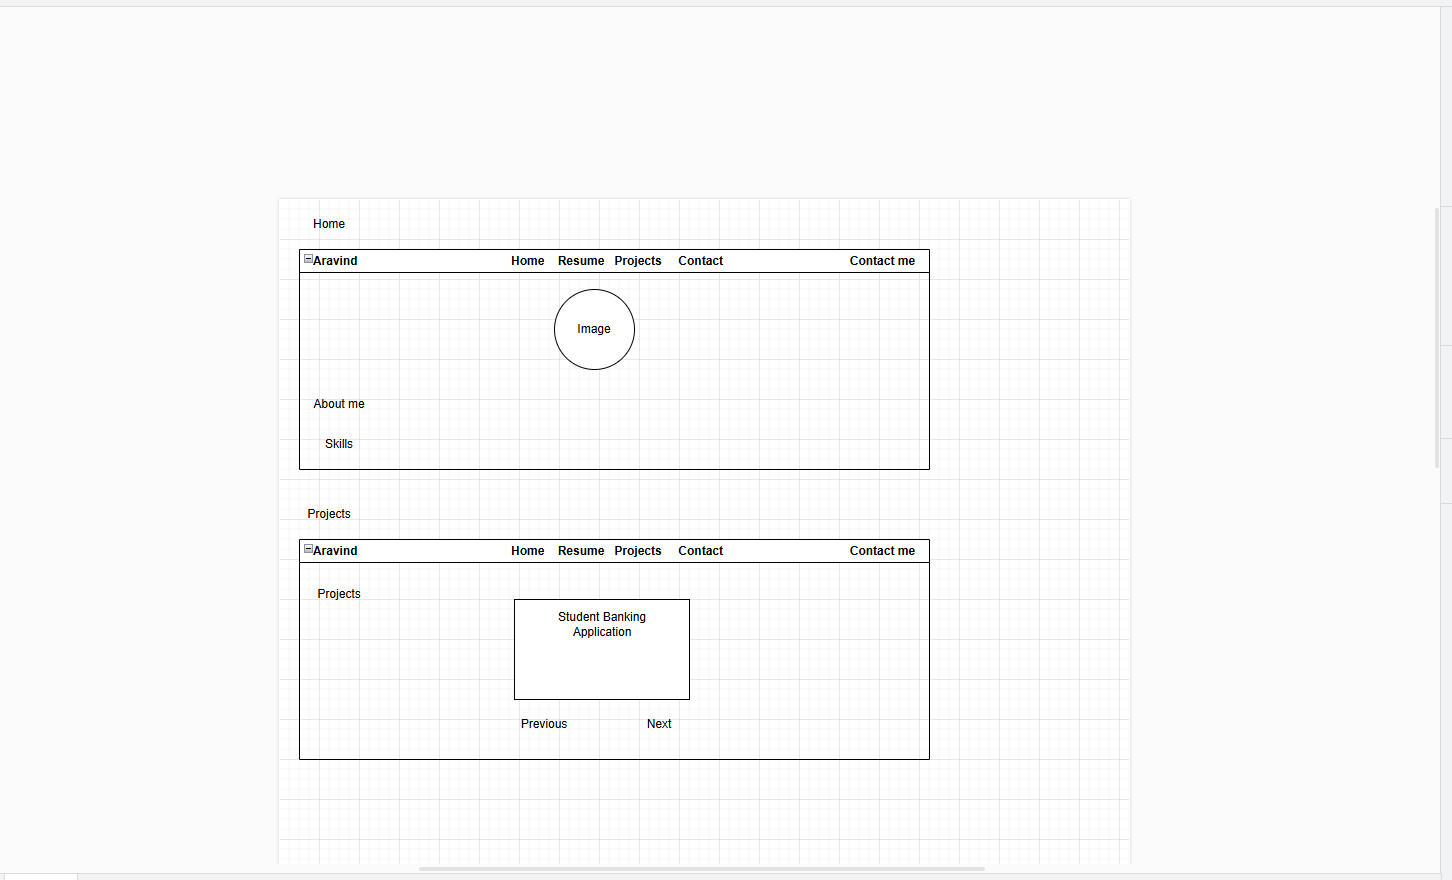 Home
Aravind Home Resume Projects Contact Contact me
Image
About me
Skills
Projects
Aravind Home Resume Projects Contact Contact me
Projects
Student Banking
Application
Previous Next